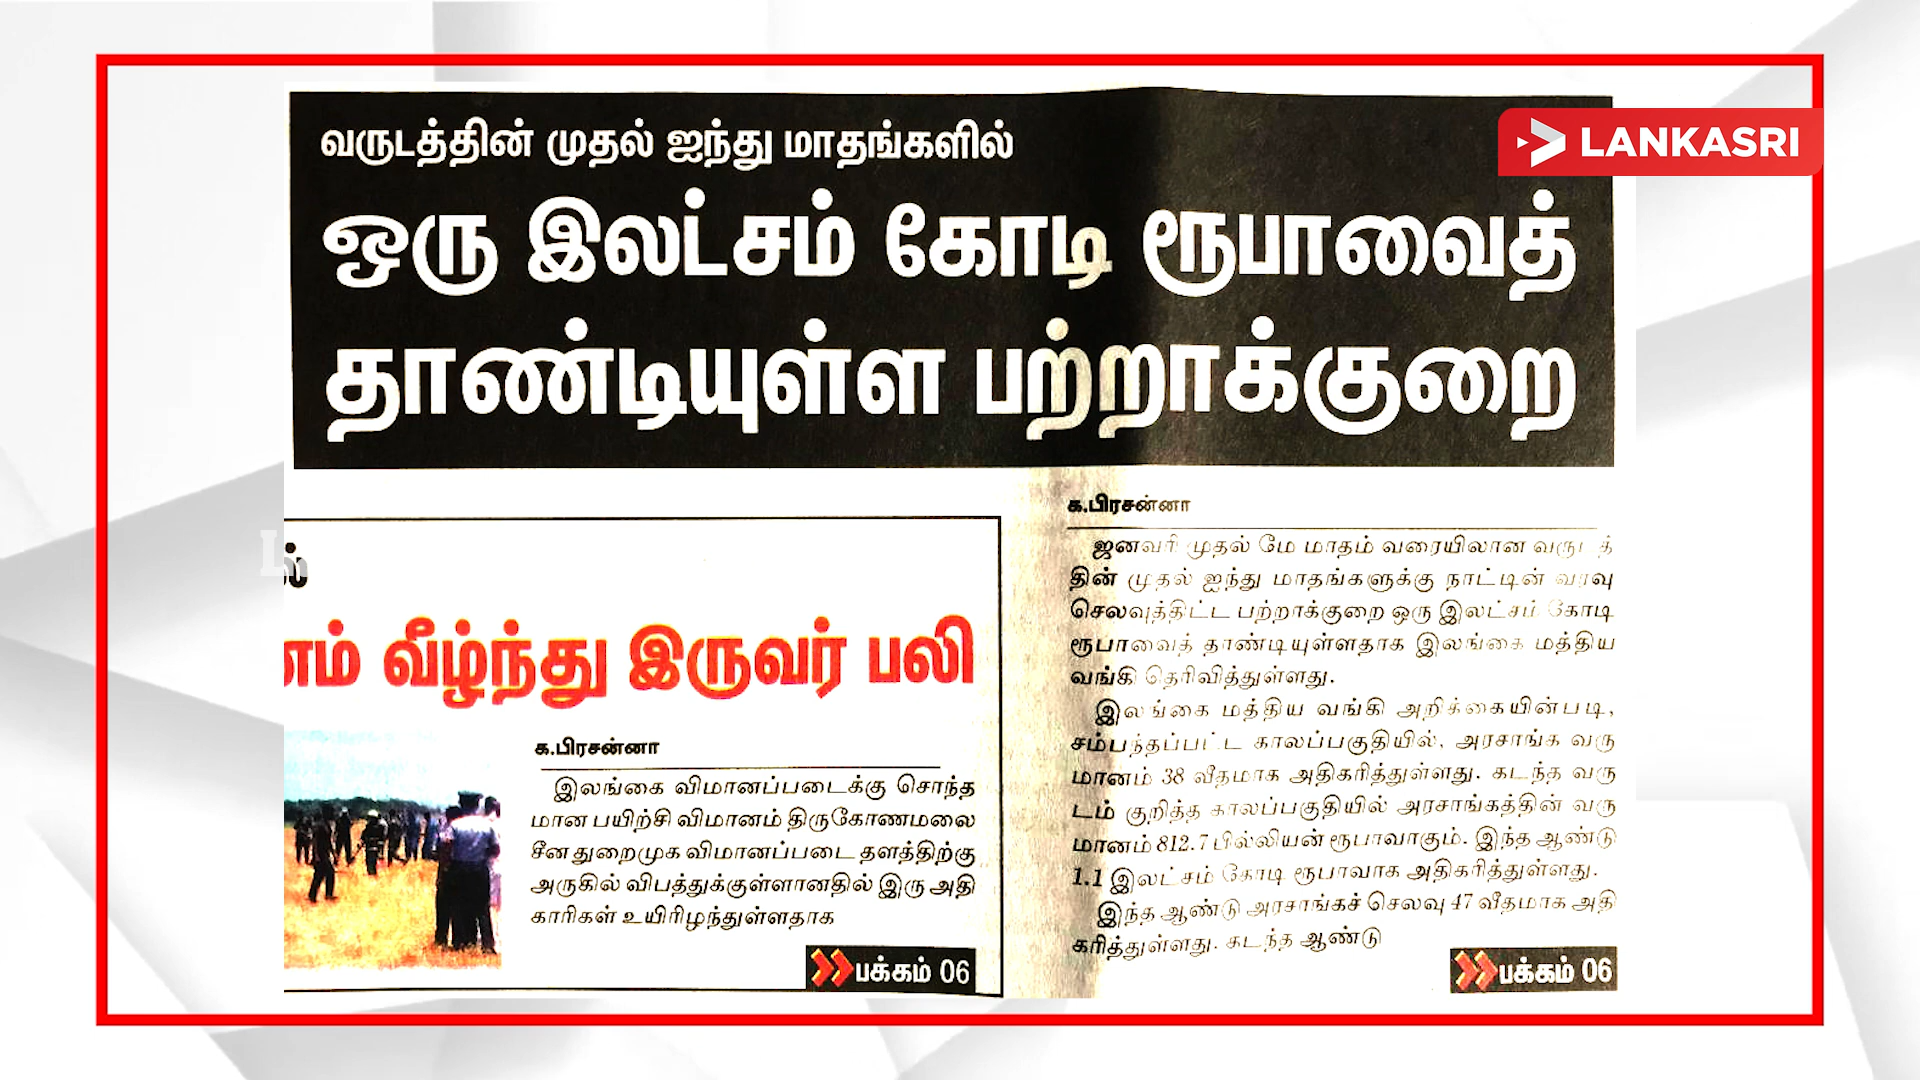 LANKASRI
வருடத்தின் முதல் ஐந்து மாதங்களில்
ஒரு இலட்சம் கோடி ரூபாவைத்
தாண்டியுள்ள பற்றாக்குறை
னம் வீழ்ந்து இருவர் பலி
க.பிரசன்னா
இலங்கை விமானப்படைக்கு சொந்த
மான பயிற்சி விமானம் திருகோணமலை
சீனதுறைமுக விமானப்படை தளத்திற்கு
அருகில் விபத்துக்குள்ளானதில் இரு அதி
காரிகள் உயிரிழந்துள்ளதாக
பக்கம் 06
க.பிரசன்னா
ஜனவரி முதல் மே மாதம் வரையிலான வருடத்
தின் முதல் ஐந்து மாதங்களுக்கு நாட்டின் வரவு
செலவுத்திட்ட பற்றாக்குறை ஒரு இலட்சம் கோடி
ரூபாவைத் தாண்டியுள்ளதாக இலங்கை மத்திய
வங்கி தெரிவித்துள்ளது.
இலங்கை மத்திய வங்கி அறிக்கையின்படி,
சம்பந்தப்பட்ட காலப்பகுதியில், அரசாங்க வரு
மானம் 38 வீதமாக அதிகரித்துள்ளது. கடந்த வரு
டம் குறித்த காலப்பகுதியில் அரசாங்கத்தின் வரு
மானம் 812.7 பில்லியன் ரூபாவாகும். இந்த ஆண்டு
1.1 இலட்சம் கோடி ரூபாவாக அதிகரித்துள்ளது.
இந்த ஆண்டு அரசாங்கச் செலவு 47 வீதமாக அதி
கரித்துள்ளது. கடந்த ஆண்டு
பக்கம் 06